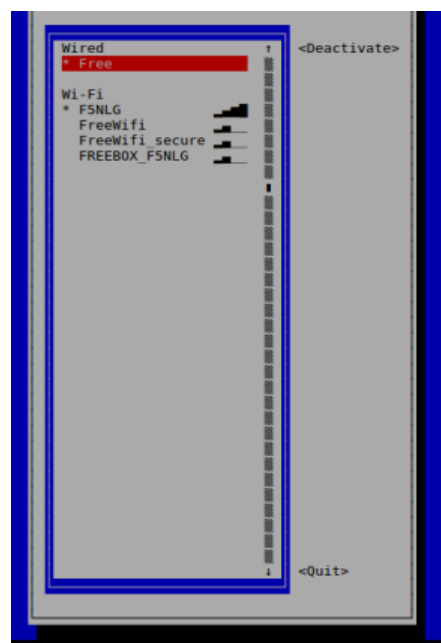 Wired
<Deactivate>
* Free
Wi-Fi
* F5NLG
FreeWifi
FreeWifi_secure
FREEBOX_F5NLG
<Quit>